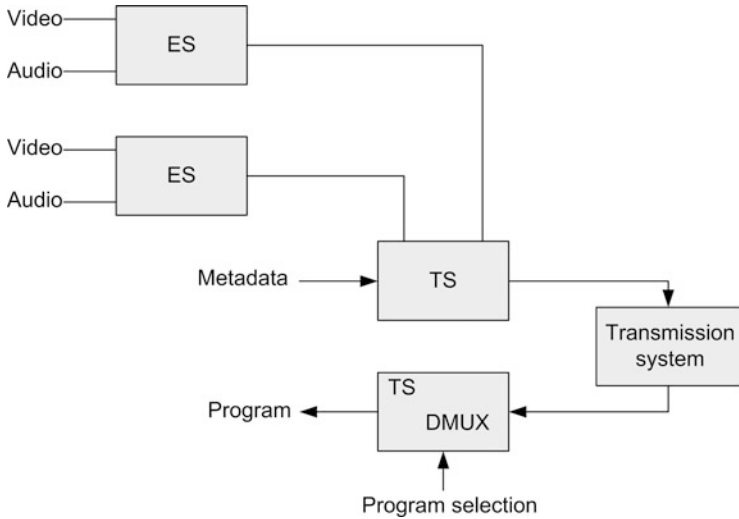 Video
ES
Audio
Video
ES
Audio
Metadata
TS
Transmission
system
TS
DMUX
Program
Program selection